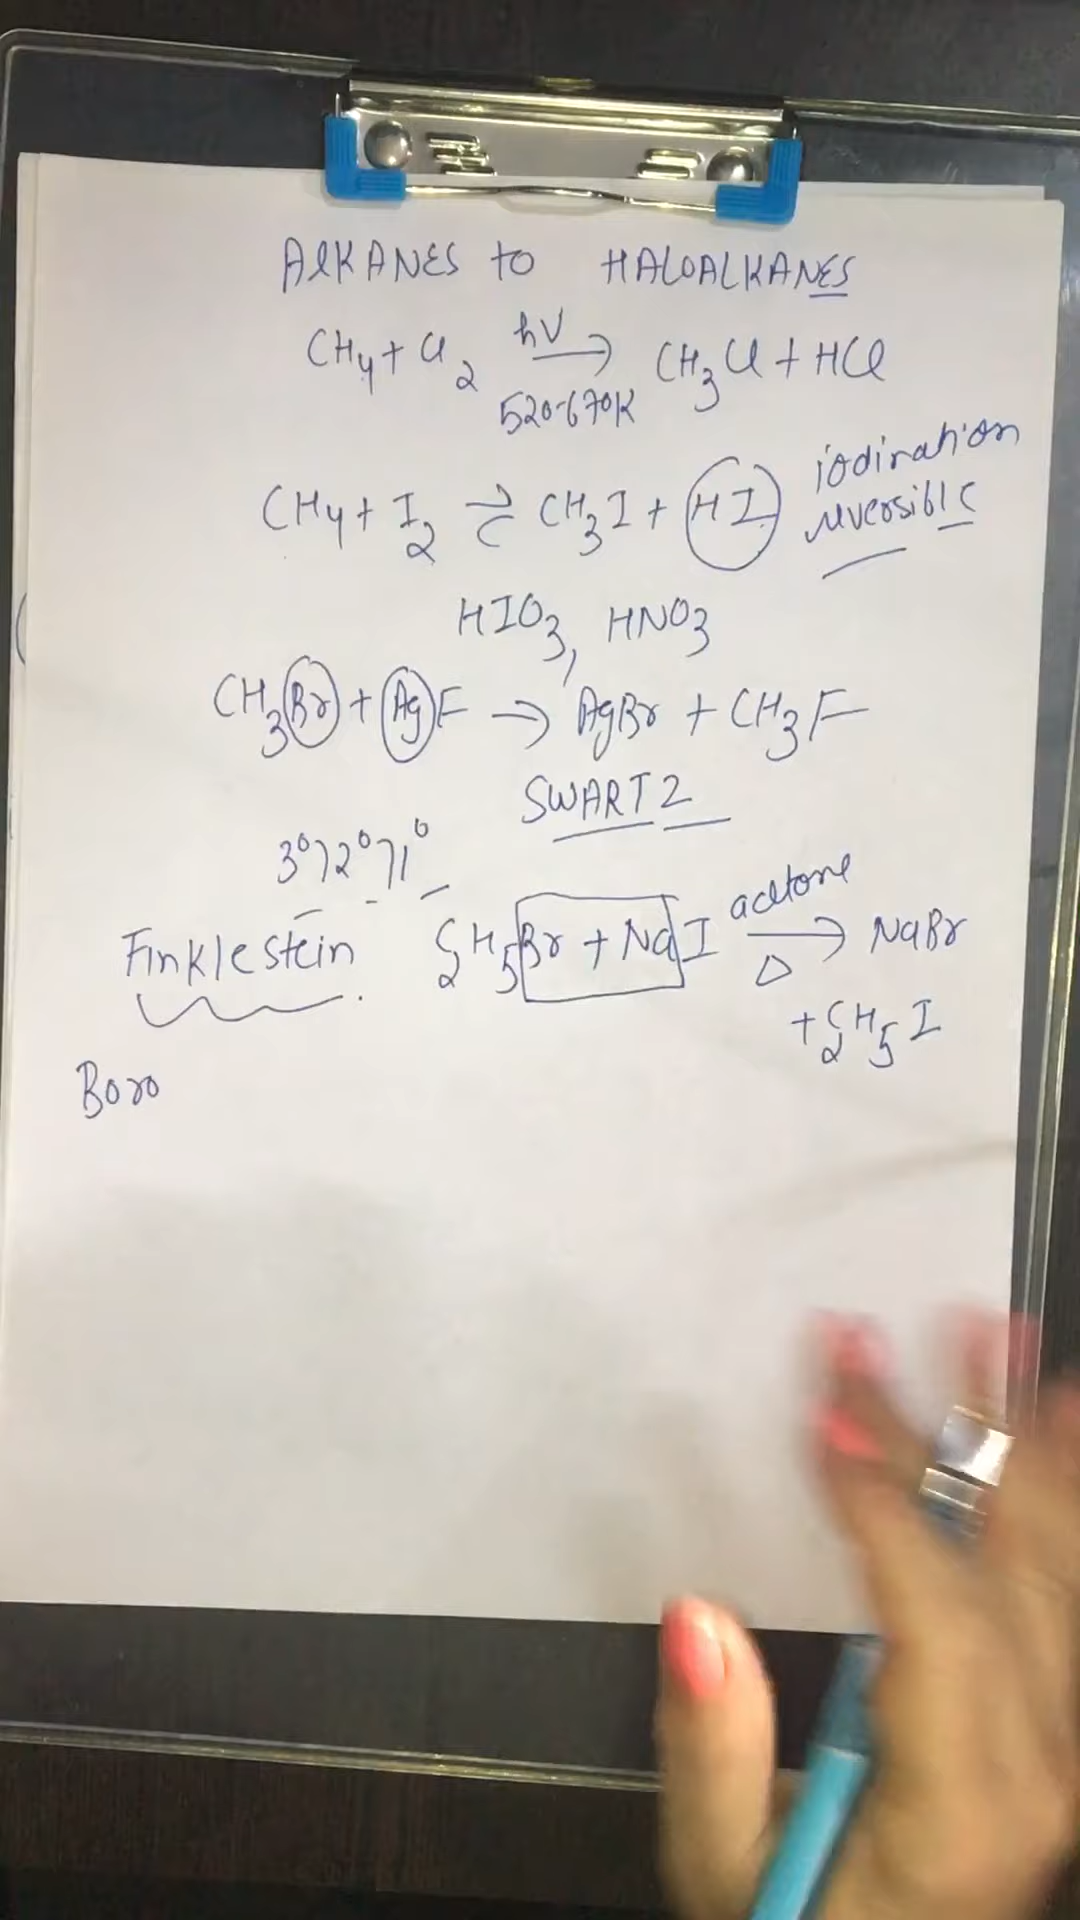 AlKANES to HALOALKANES
CH4 + Cl2 hν → CH3Cl + HCl
520-670K
CH4 + I2 ⇌ CH3I + HI iodination
reversible
HIO3, HNO3
CH3Br + AgF → AgBr + CH3F
SWARTZ
3°>2°>1°
Finklestein C2H5Br + NaI acetone → NaBr
Δ
+ C2H5I
Boro